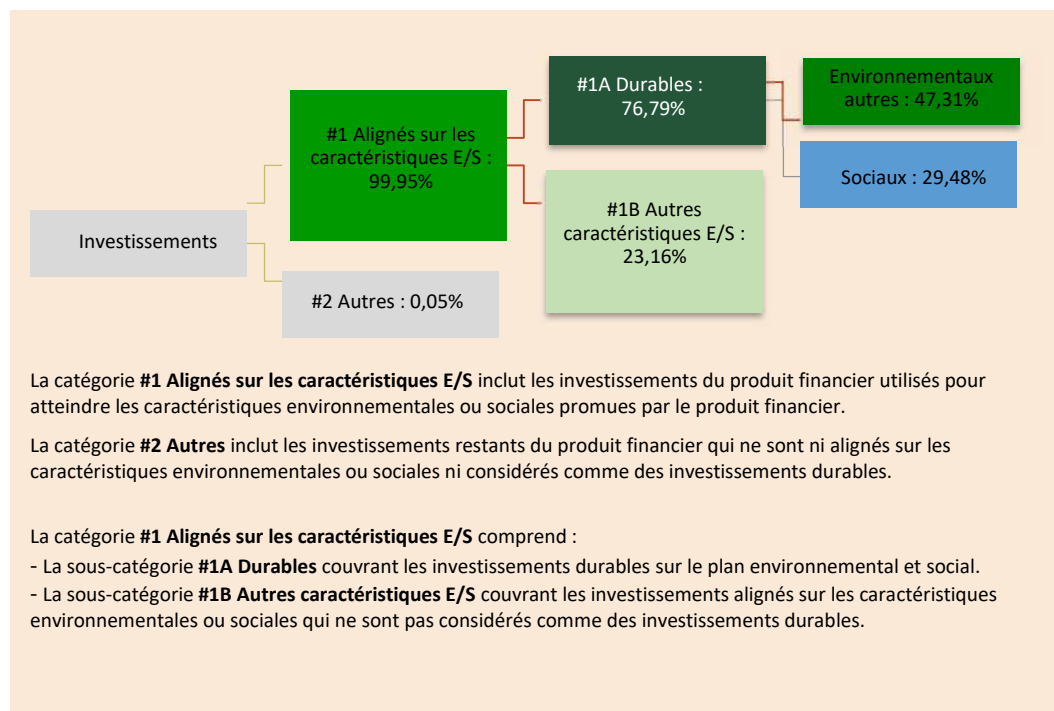 Investissements
#1 Alignés sur les
caractéristiques E/S :
99,95%
#2 Autres : 0,05%
#1A Durables :
76,79%
#1B Autres
caractéristiques E/S :
23,16%
Environnementaux
autres : 47,31%
Sociaux : 29,48%
La catégorie #1 Alignés sur les caractéristiques E/S inclut les investissements du produit financier utilisés pour
atteindre les caractéristiques environnementales ou sociales promues par le produit financier.
La catégorie #2 Autres inclut les investissements restants du produit financier qui ne sont ni alignés sur les
caractéristiques environnementales ou sociales ni considérés comme des investissements durables.
La catégorie #1 Alignés sur les caractéristiques E/S comprend :
- La sous-catégorie #1A Durables couvrant les investissements durables sur le plan environnemental et social.
- La sous-catégorie #1B Autres caractéristiques E/S couvrant les investissements alignés sur les caractéristiques
environnementales ou sociales qui ne sont pas considérés comme des investissements durables.